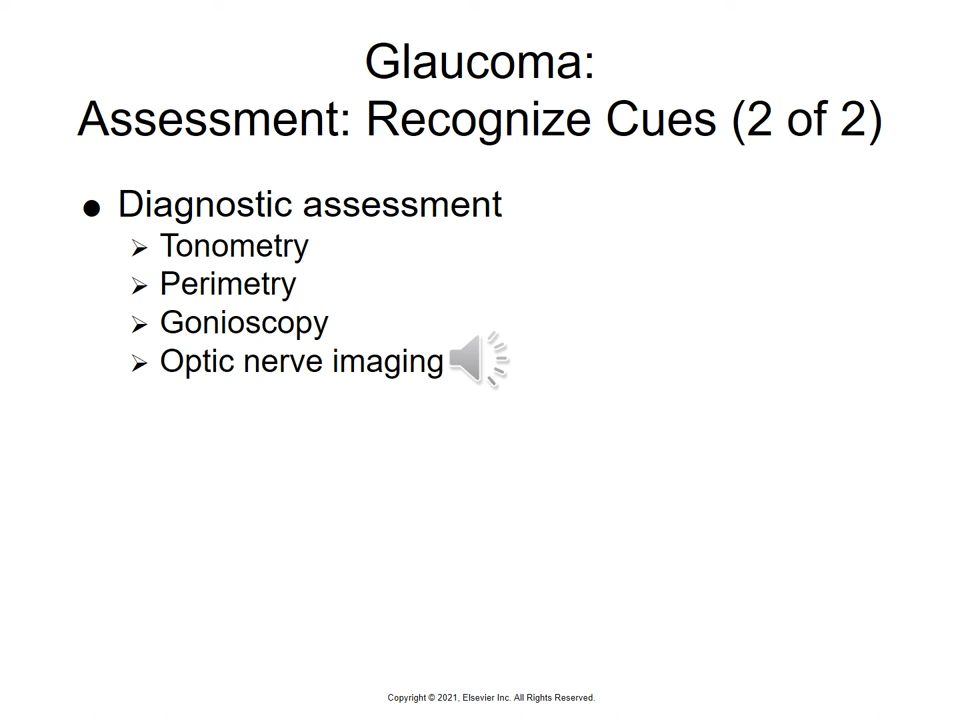 Glaucoma:
Assessment: Recognize Cues (2 of 2)
● Diagnostic assessment
➢ Tonometry
➢ Perimetry
➢ Gonioscopy
➢ Optic nerve imaging
Copyright © 2021, Elsevier Inc. All Rights Reserved.